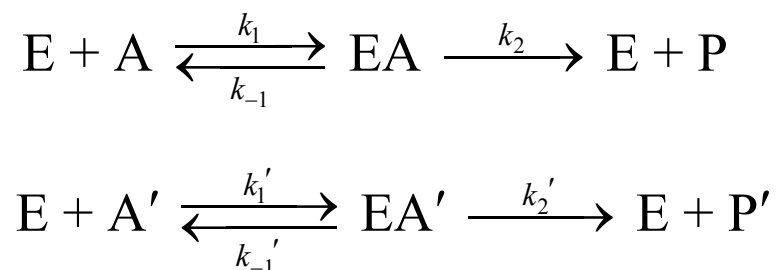 E + A ⇌ EA → E + P
k₁ k₂
k₋₁
E + A′ ⇌ EA′ → E + P′
k₁′ k₂′
k₋₁′